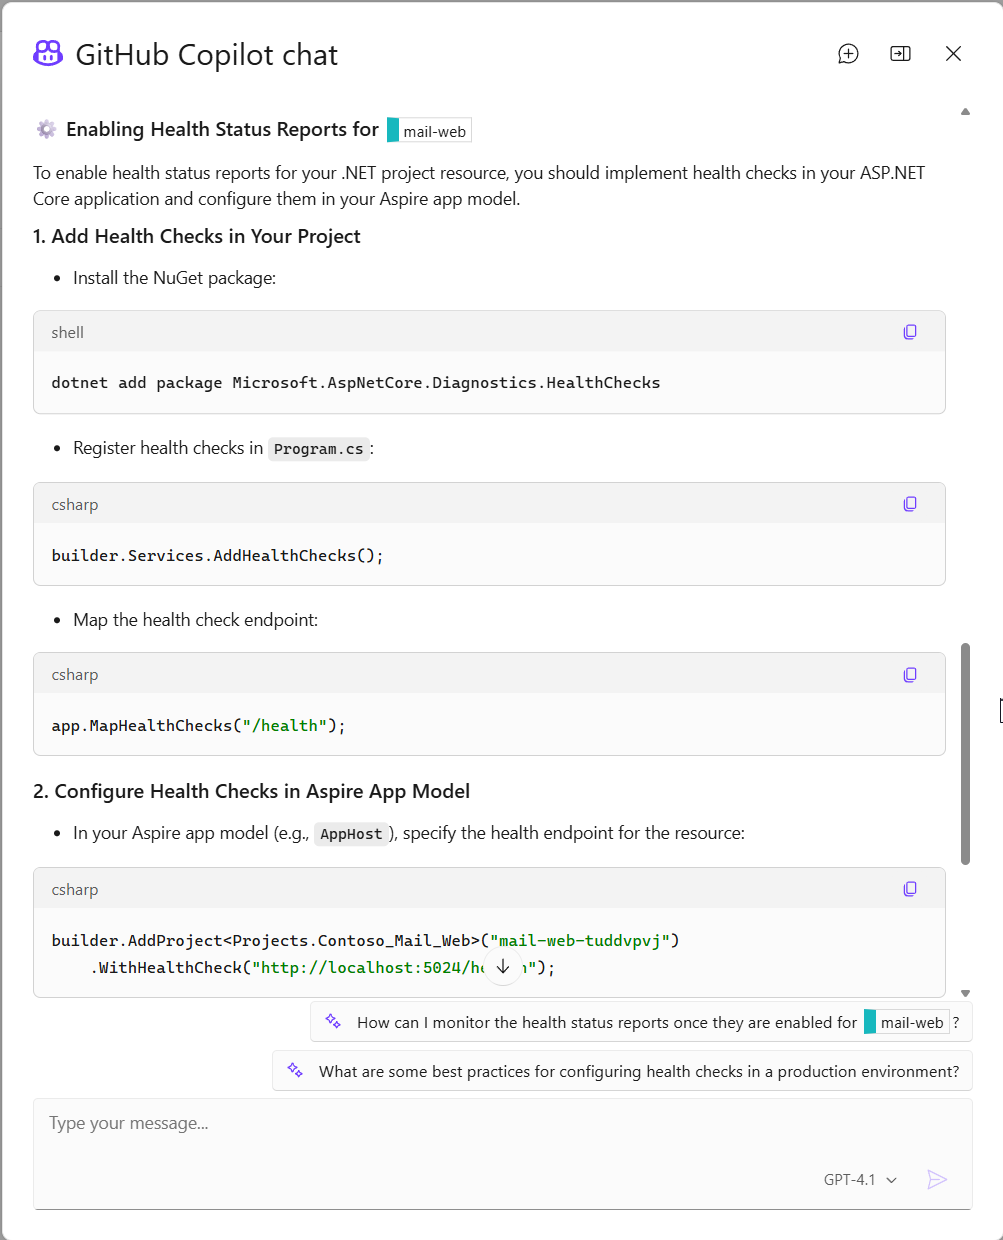 GitHub Copilot chat
Enabling Health Status Reports for mail-web
To enable health status reports for your .NET project resource, you should implement health checks in your ASP.NET
Core application and configure them in your Aspire app model.
1. Add Health Checks in Your Project
• Install the NuGet package:
shell
dotnet add package Microsoft.AspNetCore.Diagnostics.HealthChecks
• Register health checks in Program.cs:
csharp
builder.Services.AddHealthChecks();
• Map the health check endpoint:
csharp
app.MapHealthChecks("/health");
2. Configure Health Checks in Aspire App Model
• In your Aspire app model (e.g., AppHost), specify the health endpoint for the resource:
csharp
builder.AddProject<Projects.Contoso_Mail_Web>("mail-web-tuddvpvj")
.WithHealthCheck("http://localhost:5024/health");
How can I monitor the health status reports once they are enabled for mail-web ?
What are some best practices for configuring health checks in a production environment?
Type your message...
GPT-4.1